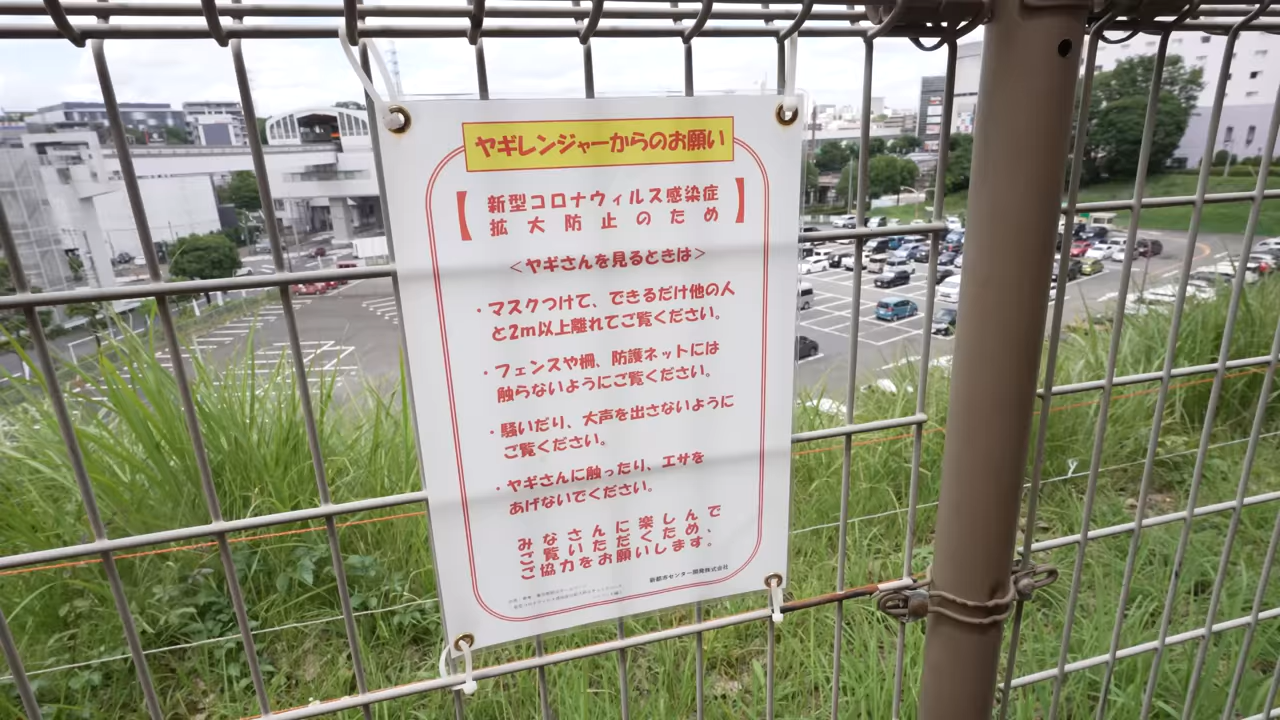 ヤギレンジャーからのお願い
【新型コロナウィルス感染症
拡大防止のため】
<ヤギさんを見るときは>
・マスクつけて、できるだけ他の人
と2m以上離れてご覧ください。
・フェンスや柵、防護ネットには
触らないようにご覧ください。
・騒いだり、大声を出さないように
ご覧ください。
・ヤギさんに触ったり、エサを
あげないでください。
みなさんに楽しんで
ご覧いただくため、
ご協力をお願いします。
新都市センター開発株式会社